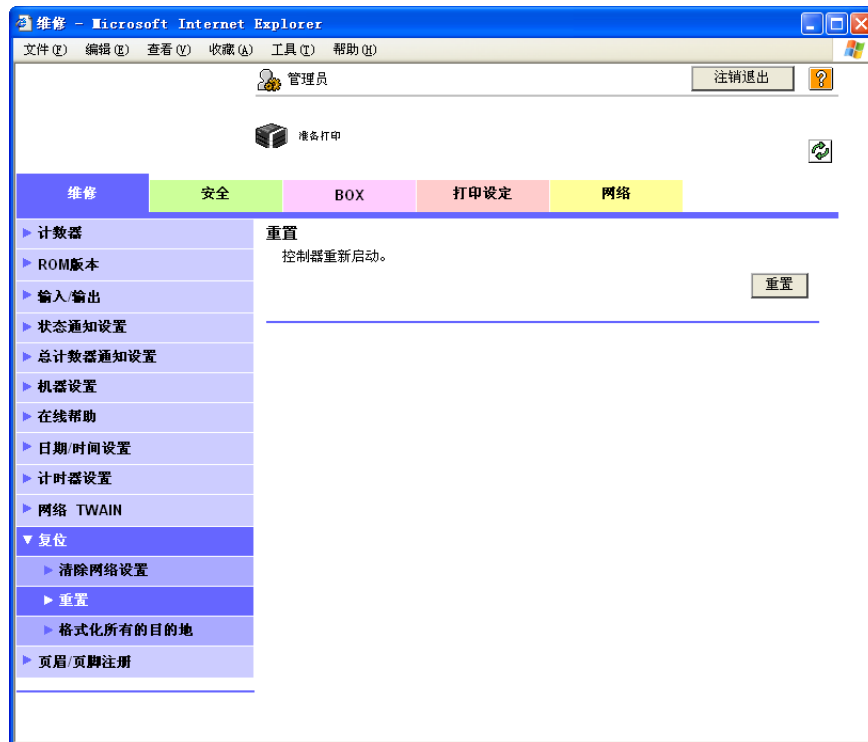 维修 - Microsoft Internet Explorer
文件(F) 编辑(E) 查看(V) 收藏(A) 工具(T) 帮助(H)
管理员
注销退出
?
准备打印
维修 安全 BOX 打印设定 网络
计数器
ROM版本
输入/输出
状态通知设置
总计数器通知设置
机器设置
在线帮助
日期/时间设置
计时器设置
网络 TWAIN
复位
清除网络设置
重置
格式化所有的目的地
页眉/页脚注册
重置
控制器重新启动。
重置